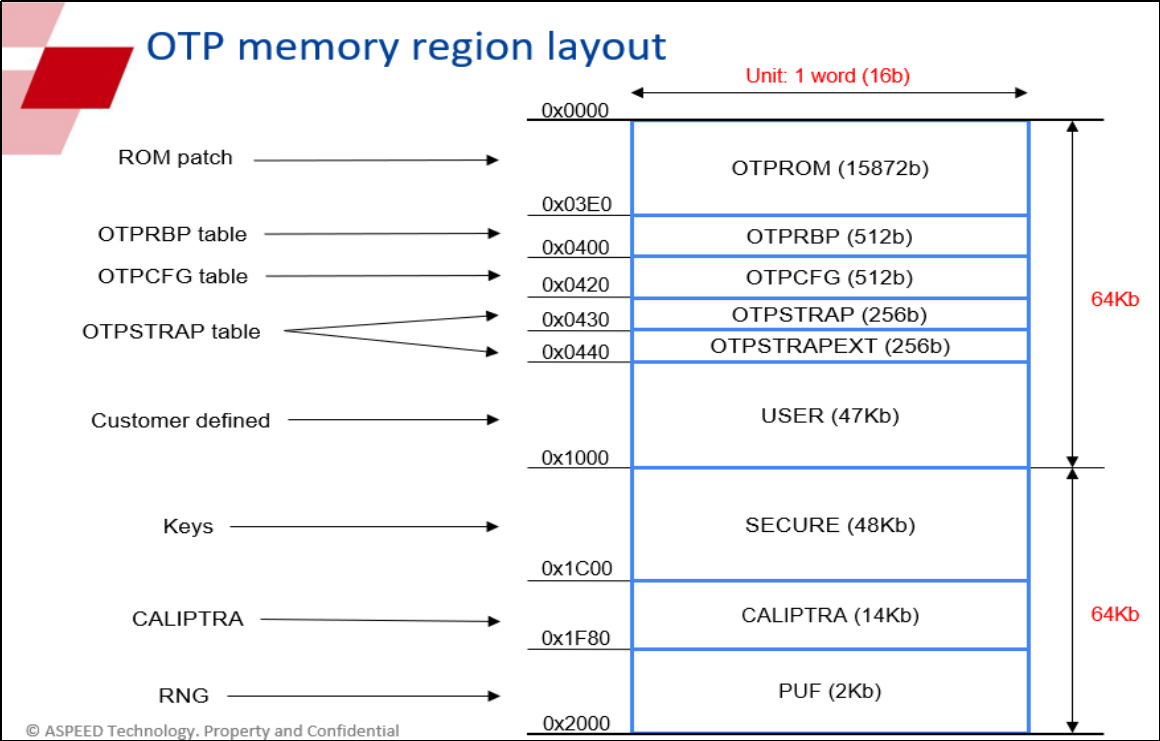 OTP memory region layout
Unit: 1 word (16b)
0x0000
ROM patch
OTPROM (15872b)
0x03E0
OTPRBP table
OTPRBP (512b)
0x0400
OTPCFG table
OTPCFG (512b)
0x0420
OTPSTRAP (256b)
0x0430
OTPSTRAP table
OTPSTRAPEXT (256b)
0x0440
64Kb
Customer defined
USER (47Kb)
0x1000
Keys
SECURE (48Kb)
0x1C00
CALIPTRA
CALIPTRA (14Kb)
64Kb
0x1F80
RNG
PUF (2Kb)
0x2000
© ASPEED Technology. Property and Confidential